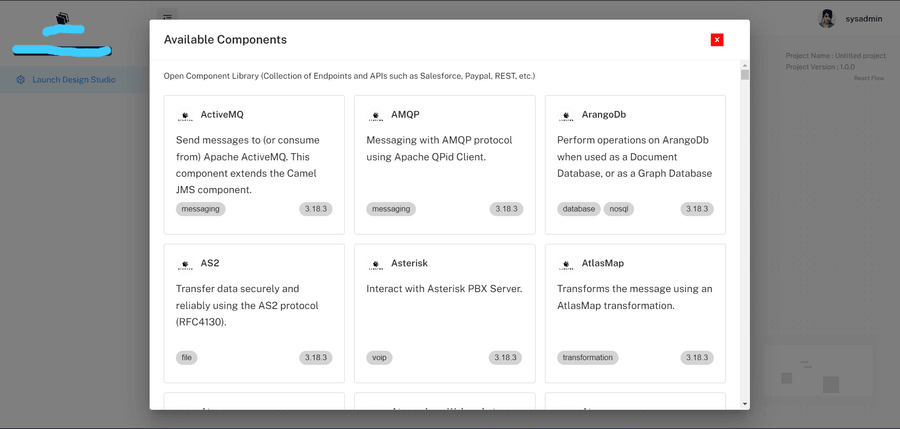 sysadmin
Launch Design Studio
Project Name : Untitled project
Project Version : 1.0.0
React Flow
Available Components
Open Component Library (Collection of Endpoints and APIs such as Salesforce, Paypal, REST, etc.)
ActiveMQ
Send messages to (or consume
from) Apache ActiveMQ. This
component extends the Camel
JMS component.
messaging 3.18.3
AMQP
Messaging with AMQP protocol
using Apache QPid Client.
messaging 3.18.3
ArangoDb
Perform operations on ArangoDb
when used as a Document
Database, or as a Graph Database
database nosql 3.18.3
AS2
Transfer data securely and
reliably using the AS2 protocol
(RFC4130).
file 3.18.3
Asterisk
Interact with Asterisk PBX Server.
voip 3.18.3
AtlasMap
Transforms the message using an
AtlasMap transformation.
transformation 3.18.3